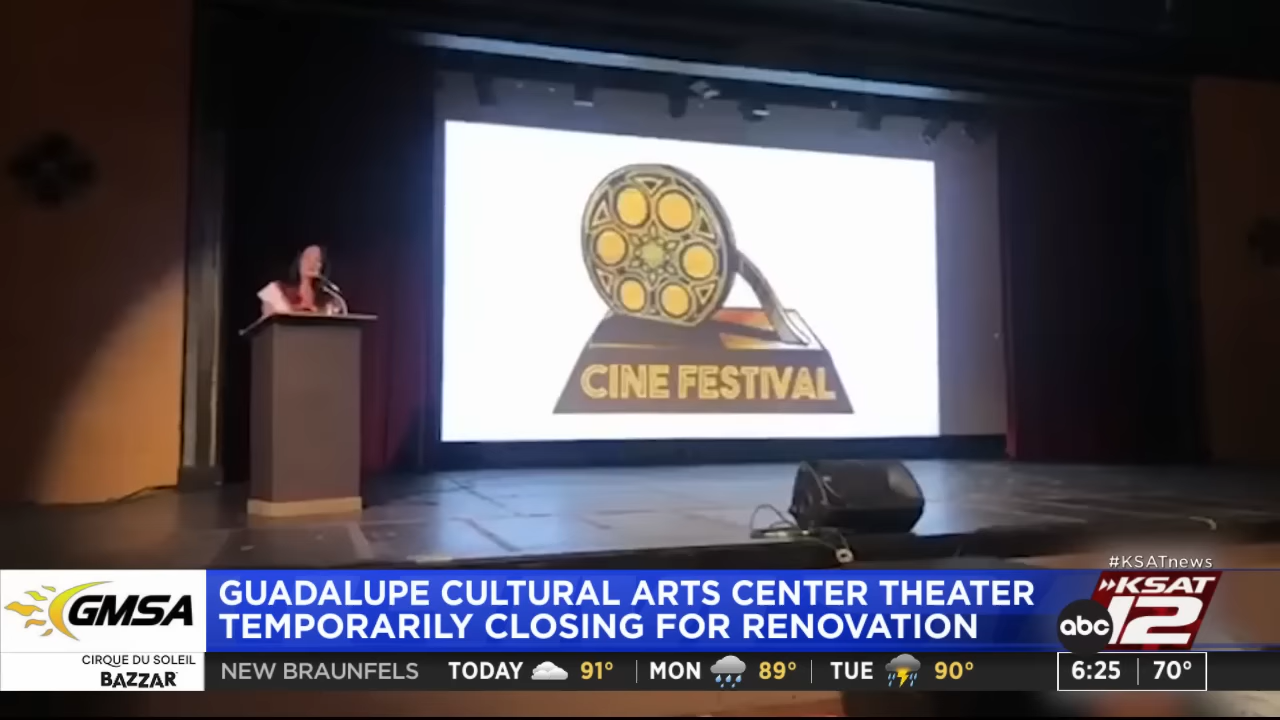 CINE FESTIVAL
#KSATnews
GMSA
GUADALUPE CULTURAL ARTS CENTER THEATER
TEMPORARILY CLOSING FOR RENOVATION
abc
KSAT
12
CIRQUE DU SOLEIL
BAZZAR
NEW BRAUNFELS TODAY 91° MON 89° TUE 90°
6:25 70°